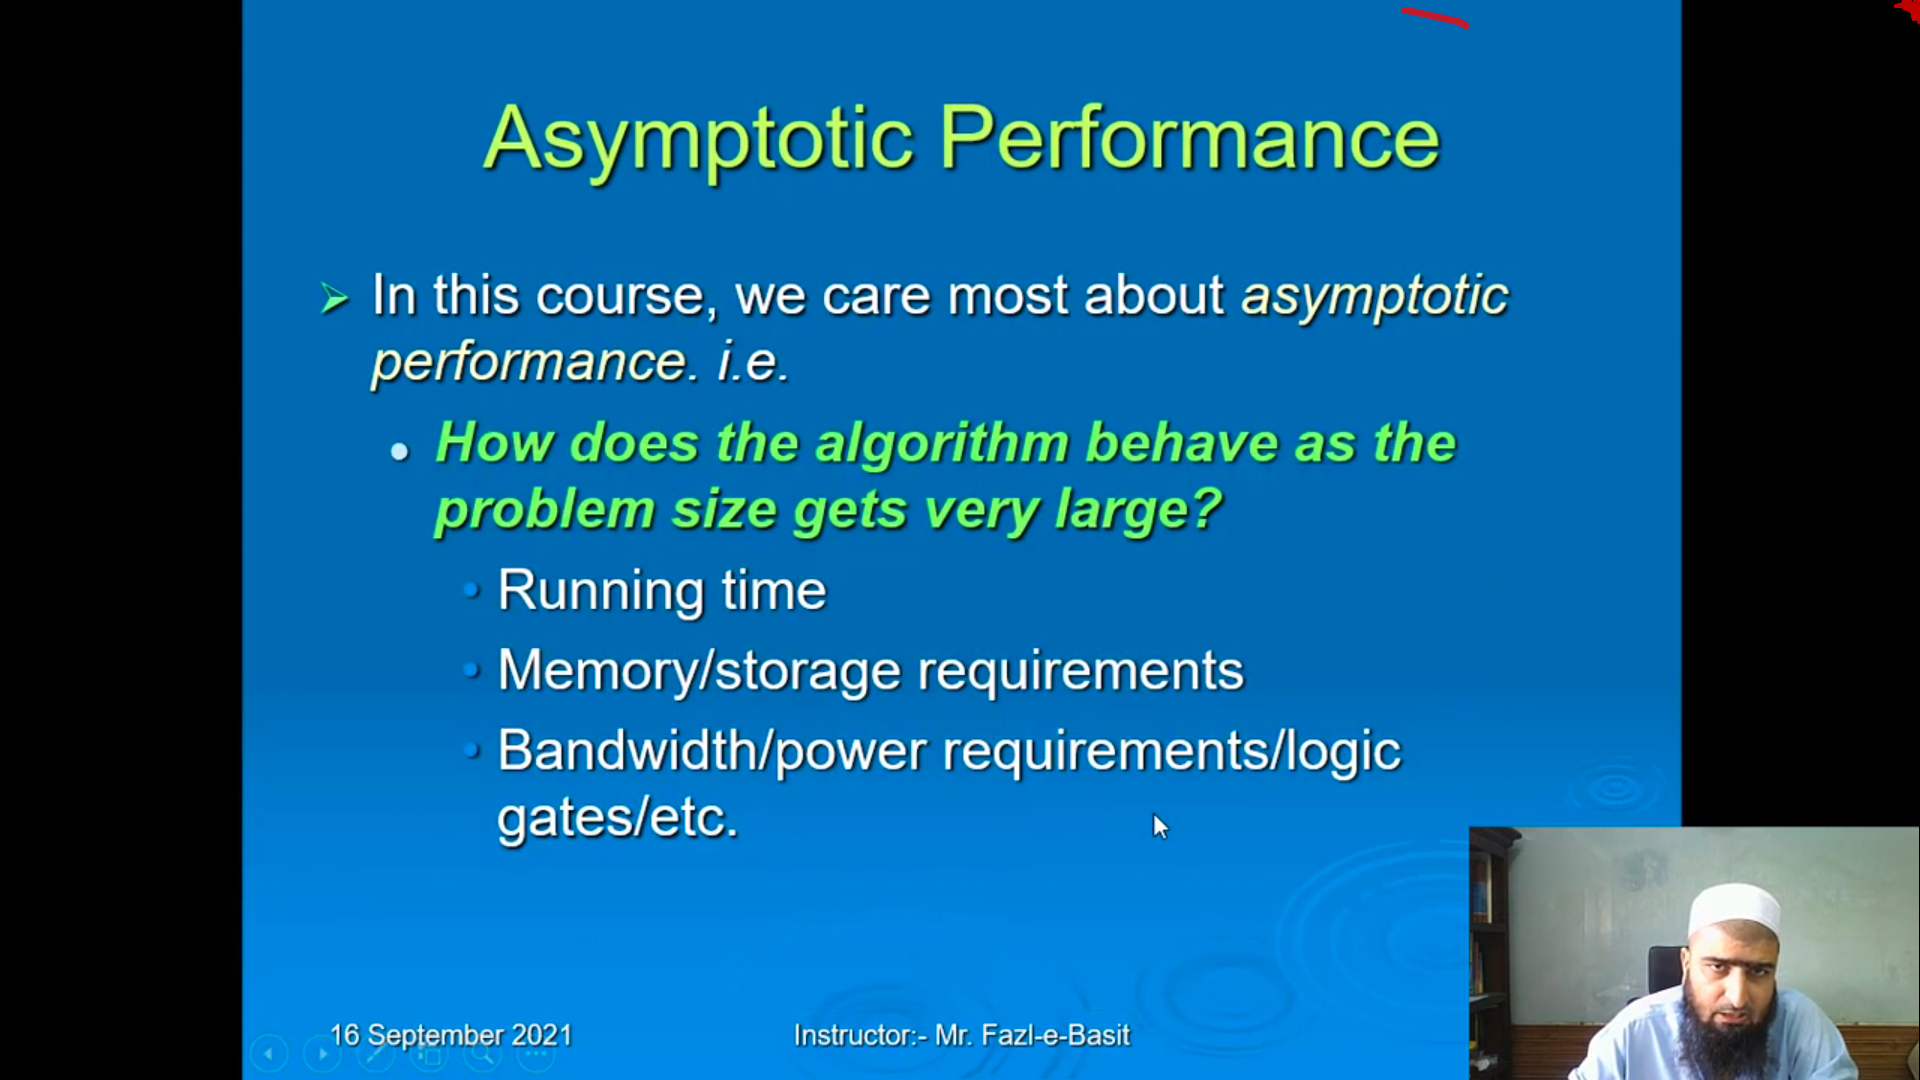 Asymptotic Performance
In this course, we care most about asymptotic
performance. i.e.
How does the algorithm behave as the
problem size gets very large?
Running time
Memory/storage requirements
Bandwidth/power requirements/logic
gates/etc.
16 September 2021
Instructor:- Mr. Fazl-e-Basit